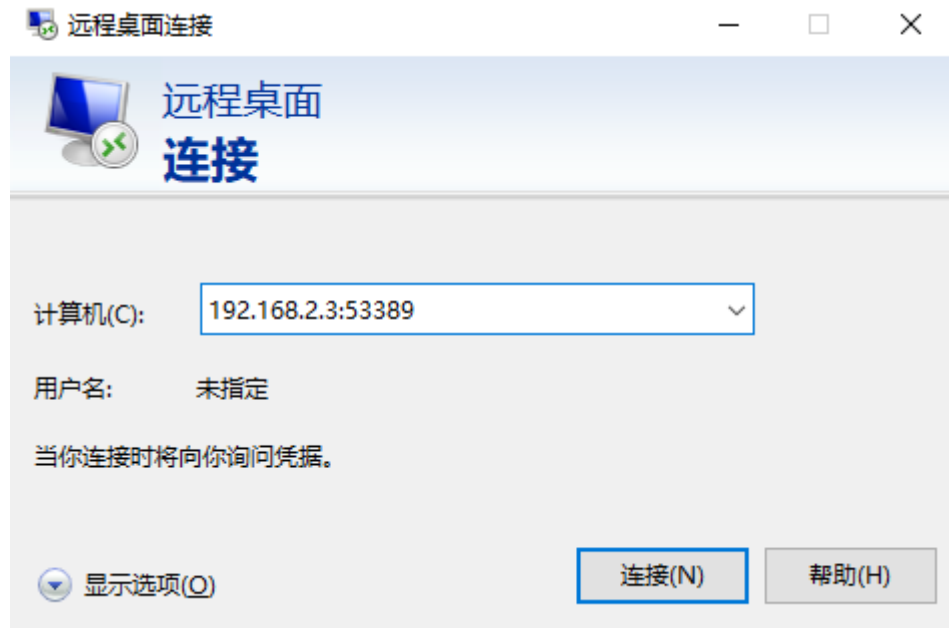 远程桌面连接
远程桌面
连接
计算机(C): 192.168.2.3:53389
用户名: 未指定
当你连接时将向你询问凭据。
显示选项(O) 连接(N) 帮助(H)